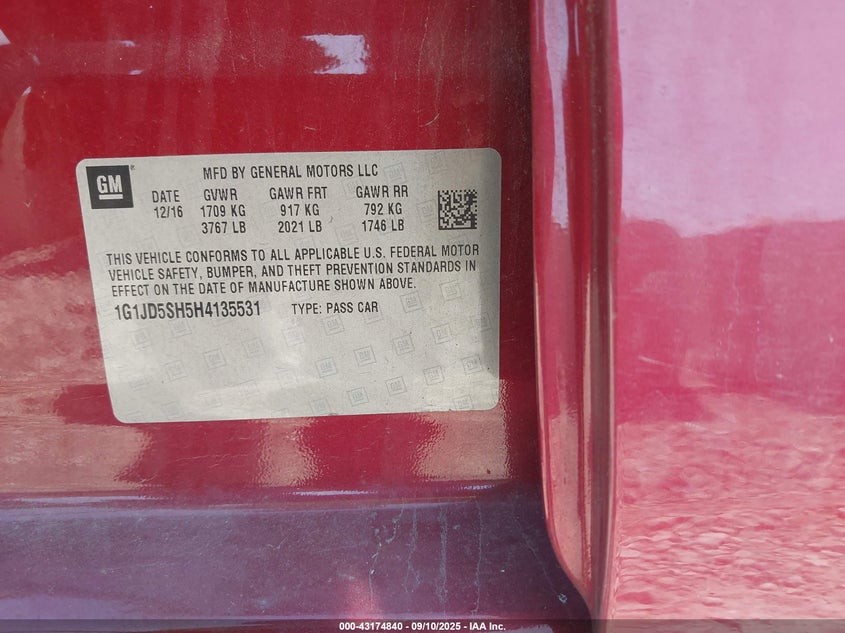 GM
MFD BY GENERAL MOTORS LLC
DATE GVWR GAWR FRT GAWR RR
12/16 1709 KG 917 KG 792 KG
3767 LB 2021 LB 1746 LB
THIS VEHICLE CONFORMS TO ALL APPLICABLE U.S. FEDERAL MOTOR
VEHICLE SAFETY, BUMPER, AND THEFT PREVENTION STANDARDS IN
EFFECT ON THE DATE OF MANUFACTURE SHOWN ABOVE.
1G1JD5SH5H4135531 TYPE: PASS CAR
000-43174840 - 09/10/2025 - IAA Inc.